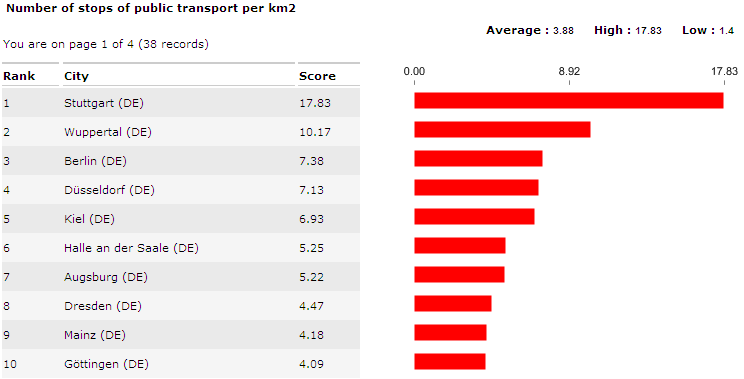 Number of stops of public transport per km2
Average : 3.88 High : 17.83 Low : 1.4
You are on page 1 of 4 (38 records)
Rank City Score
0.00 8.92 17.83
1 Stuttgart (DE) 17.83
2 Wuppertal (DE) 10.17
3 Berlin (DE) 7.38
4 Düsseldorf (DE) 7.13
5 Kiel (DE) 6.93
6 Halle an der Saale (DE) 5.25
7 Augsburg (DE) 5.22
8 Dresden (DE) 4.47
9 Mainz (DE) 4.18
10 Göttingen (DE) 4.09